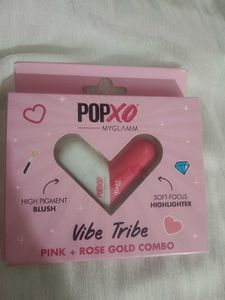 POPXO
MYGLAMM
HIGH PIGMENT
BLUSH
SOFT-FOCUS
HIGHLIGHTER
Vibe Tribe
PINK + ROSE GOLD COMBO